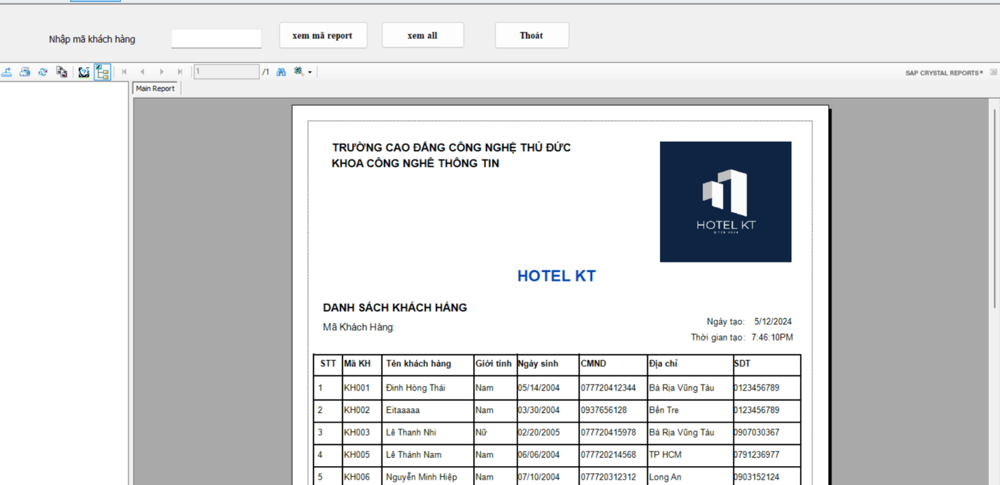 Nhập mã khách hàng
xem mã report
xem all
Thoát
1 /1
SAP CRYSTAL REPORTS®
Main Report
TRƯỜNG CAO ĐẲNG CÔNG NGHỆ THỦ ĐỨC
KHOA CÔNG NGHÊ THÔNG TIN
HOTEL KT
HOTEL KT
DANH SÁCH KHÁCH HÀNG
Mã Khách Hàng:
Ngày tạo: 5/12/2024
Thời gian tạo: 7:46:10PM
STT Mã KH Tên khách hàng Giới tính Ngày sinh CMND Địa chỉ SDT
1 KH001 Đinh Hòng Thái Nam 05/14/2004 077720412344 Bà Rịa Vũng Tàu 0123456789
2 KH002 Eitaaaaa Nam 03/30/2004 0937656128 Bến Tre 0123456789
3 KH003 Lê Thanh Nhi Nữ 02/20/2005 077720415978 Bà Rịa Vũng Tàu 0907030367
4 KH005 Lê Thành Nam Nam 06/06/2004 077720214568 TP HCM 0791236977
5 KH006 Nguyễn Minh Hiệp Nam 07/10/2004 077720312312 Long An 0903152124